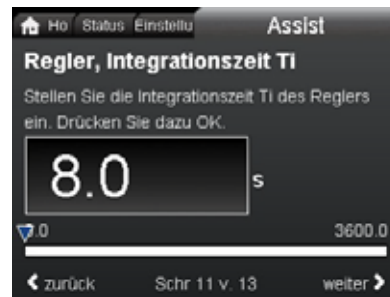 Ho Status Einstellu Assist
Regler, Integrationszeit Ti
Stellen Sie die Integrationszeit Ti des Reglers
ein. Drücken Sie dazu OK.
8.0 s
3600.0
zurück Schr 11 v. 13 weiter